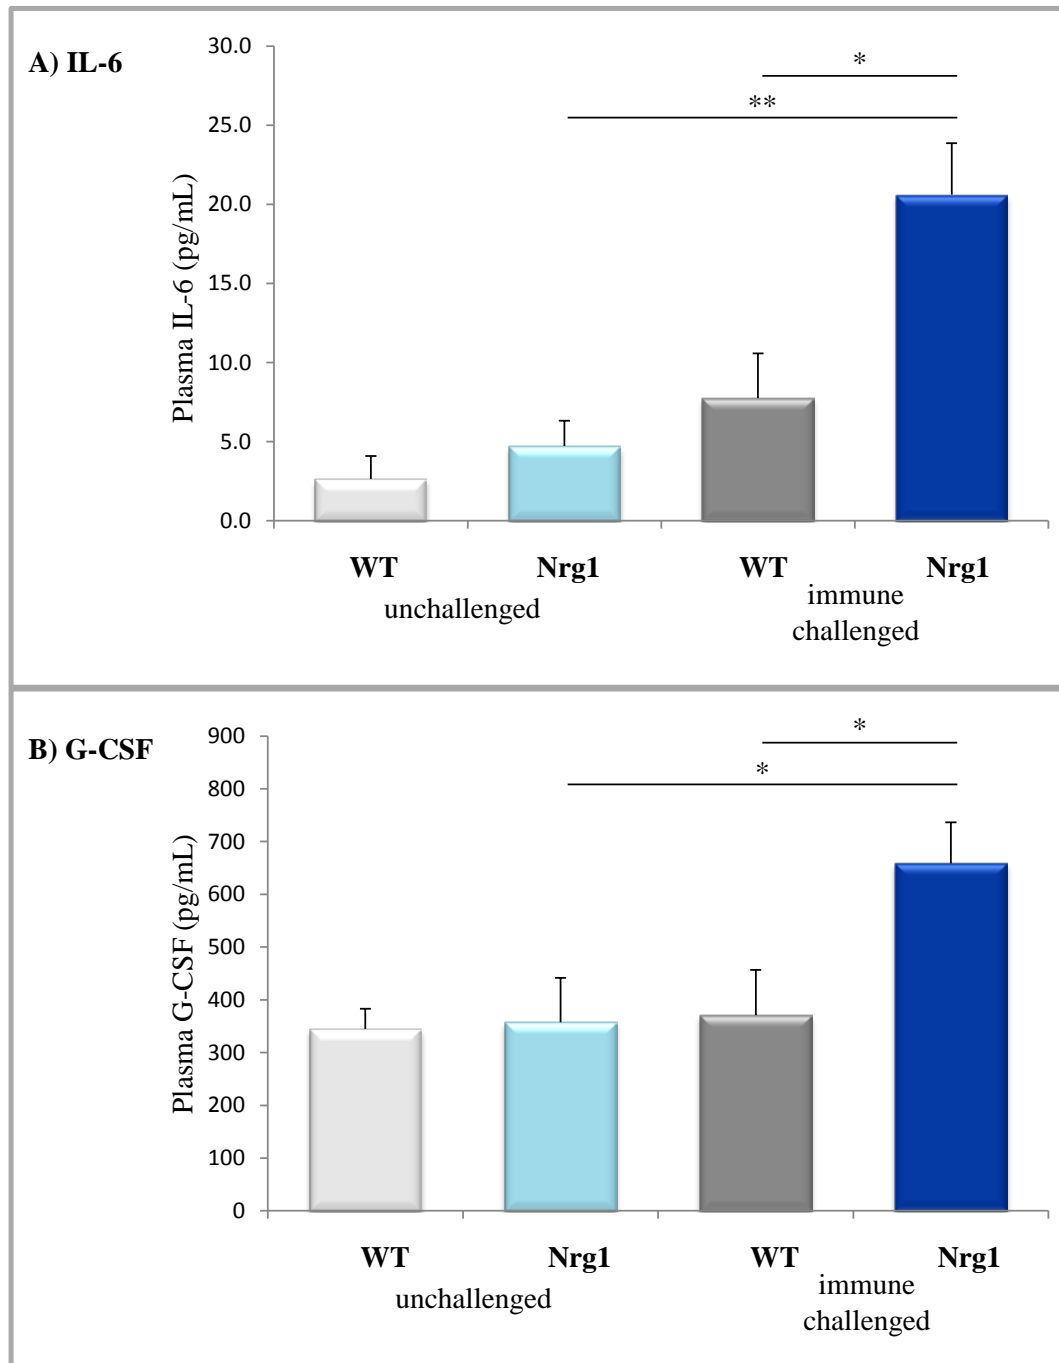 A) IL-6
Plasma IL-6 (pg/mL)
30.0
25.0
20.0
15.0
10.0
5.0
0.0
*
**
WT Nrg1 WT Nrg1
unchallenged immune
challenged
B) G-CSF
Plasma G-CSF (pg/mL)
900
800
700
600
500
400
300
200
100
0
*
*
WT Nrg1 WT Nrg1
unchallenged immune
challenged